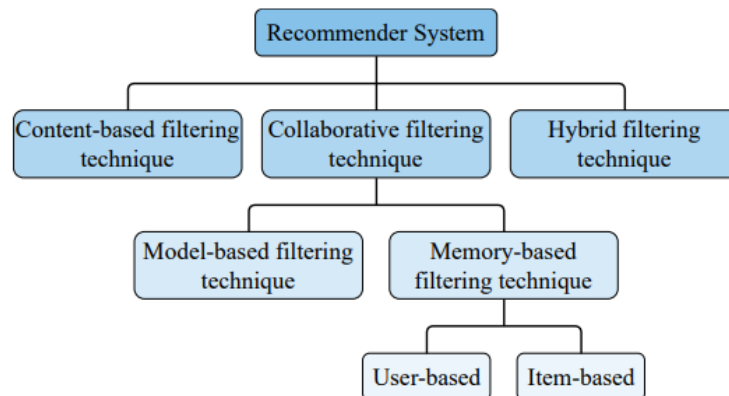 Recommender System
Content-based filtering
technique
Collaborative filtering
technique
Hybrid filtering
technique
Model-based filtering
technique
Memory-based
filtering technique
User-based
Item-based